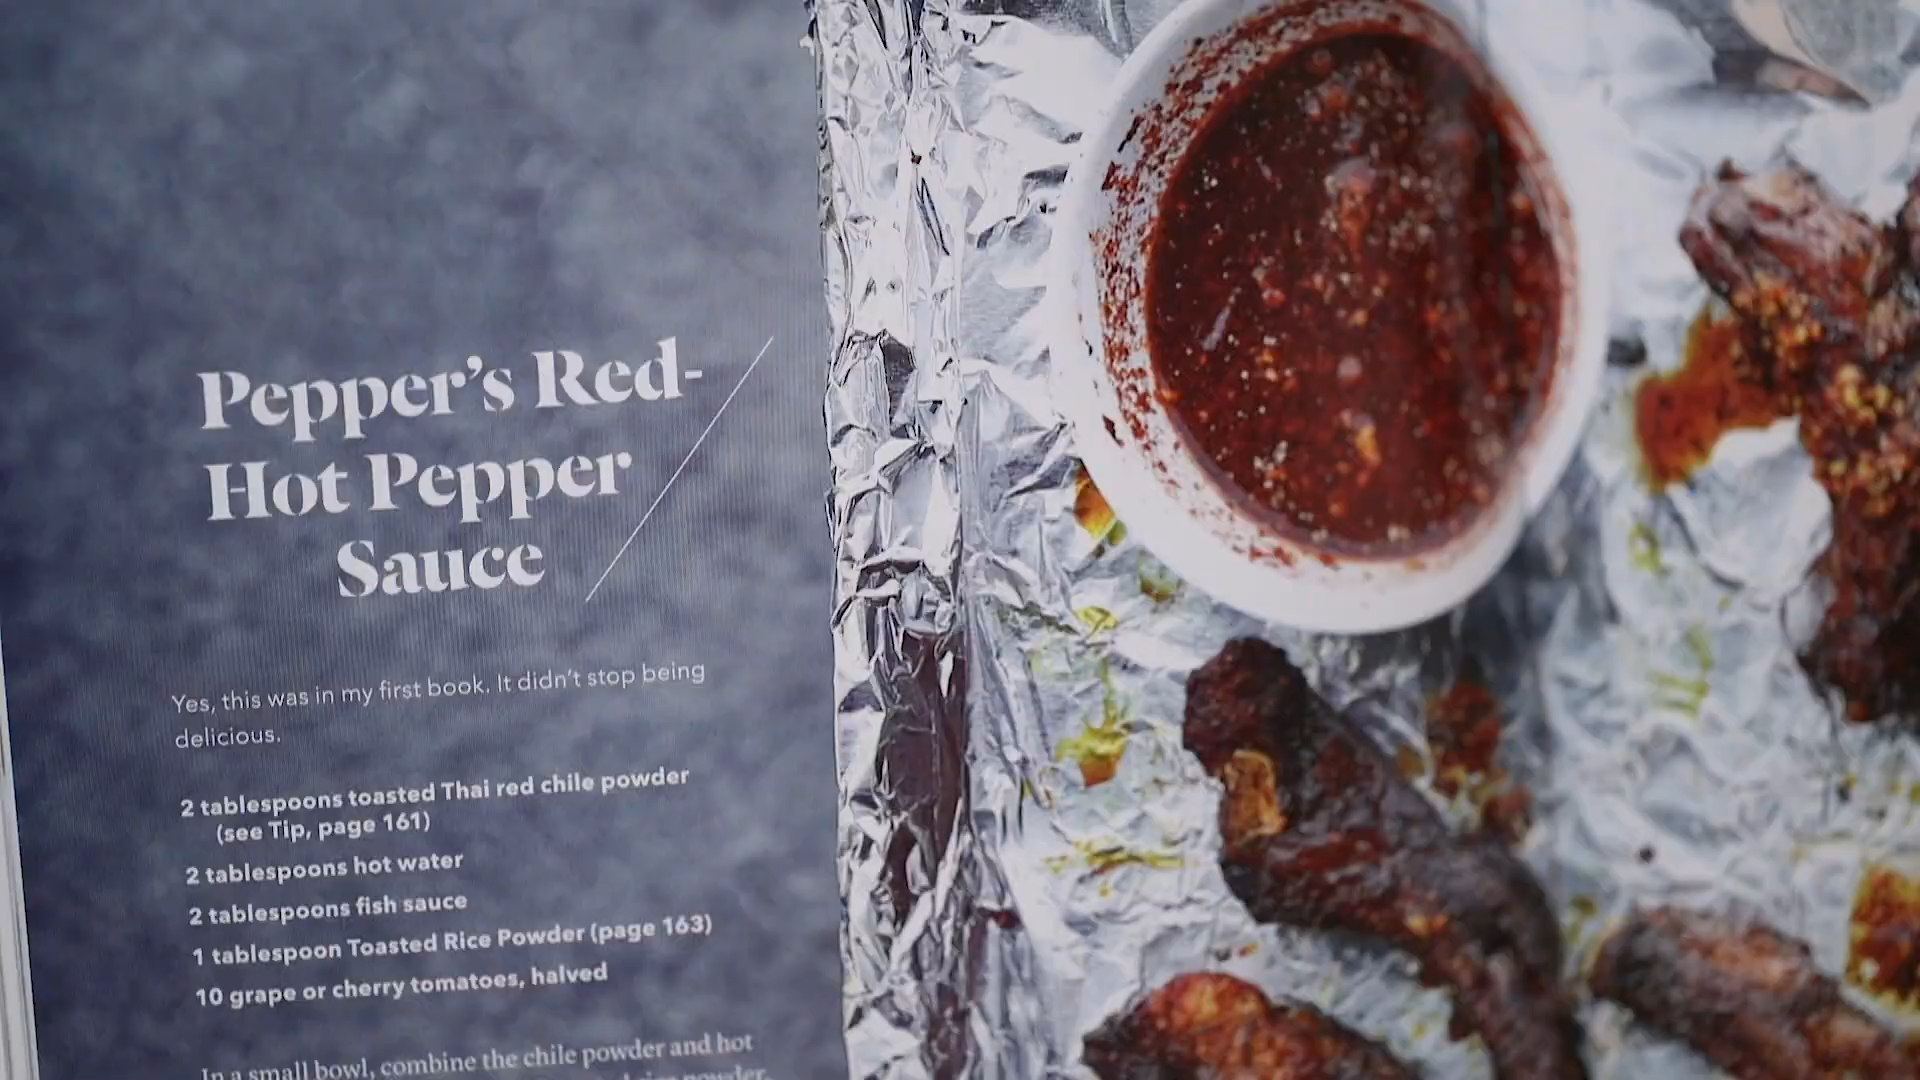 Pepper's Red-
Hot Pepper
Sauce
Yes, this was in my first book. It didn't stop being
delicious.
2 tablespoons toasted Thai red chile powder
(see Tip, page 161)
2 tablespoons hot water
2 tablespoons fish sauce
1 tablespoon Toasted Rice Powder (page 163)
10 grape or cherry tomatoes, halved
In a small bowl, combine the chile powder and hot
powder,